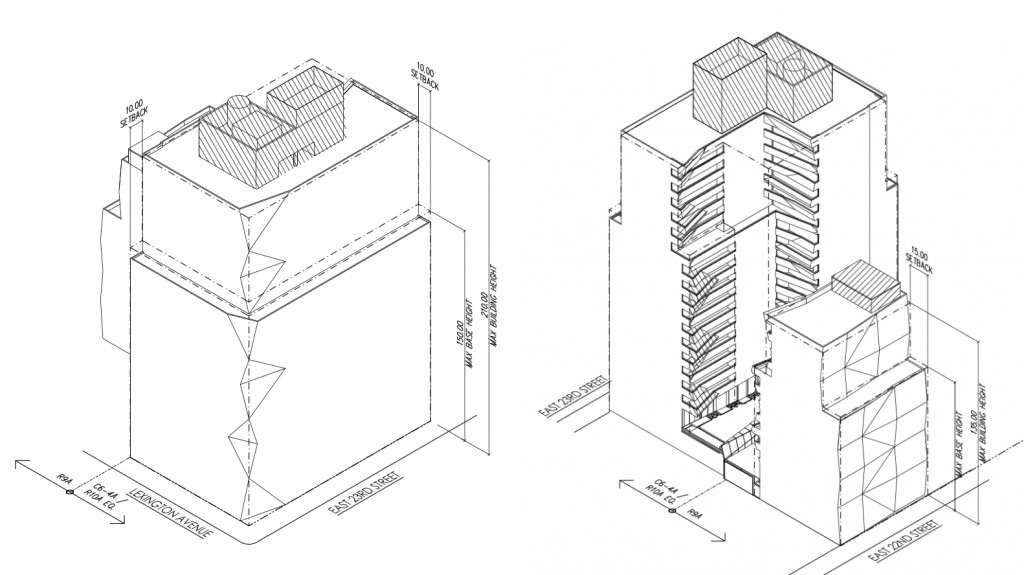 10.00
SETBACK
10.00
SETBACK
150.00
MAX BASE HEIGHT
210.00
MAX BUILDING HEIGHT
R9A
C6-4A /
R10A EQ.
LEXINGTON AVENUE
EAST 23RD STREET
15.00
SETBACK
MAX BASE HEIGHT
135.00
MAX BUILDING HEIGHT
EAST 23RD STREET
C6-4A /
R10A EQ.
R9A
EAST 22ND STREET